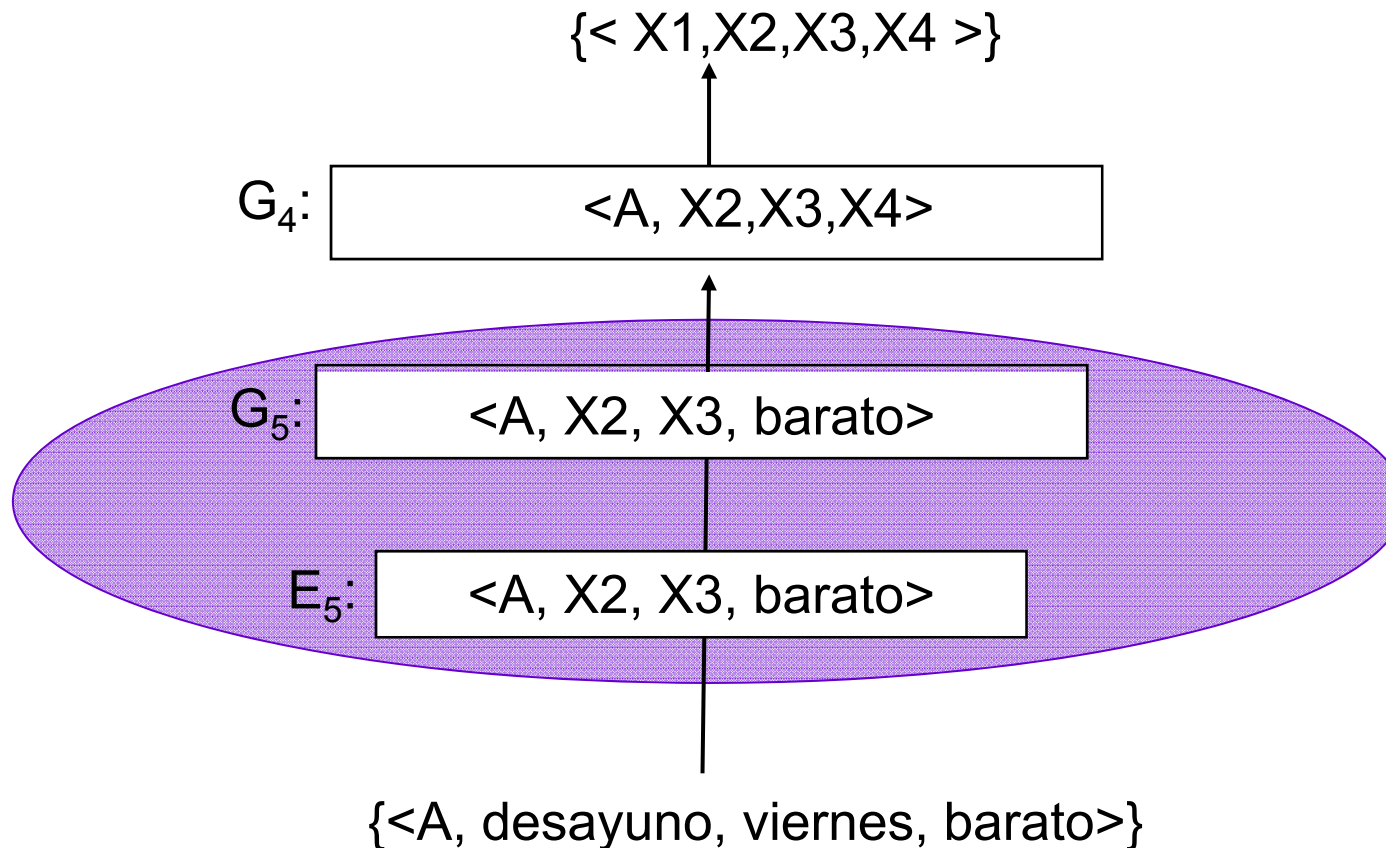 {< X1,X2,X3,X4 >}
G4: <A, X2,X3,X4>
G5: <A, X2, X3, barato>
E5: <A, X2, X3, barato>
{<A, desayuno, viernes, barato>}